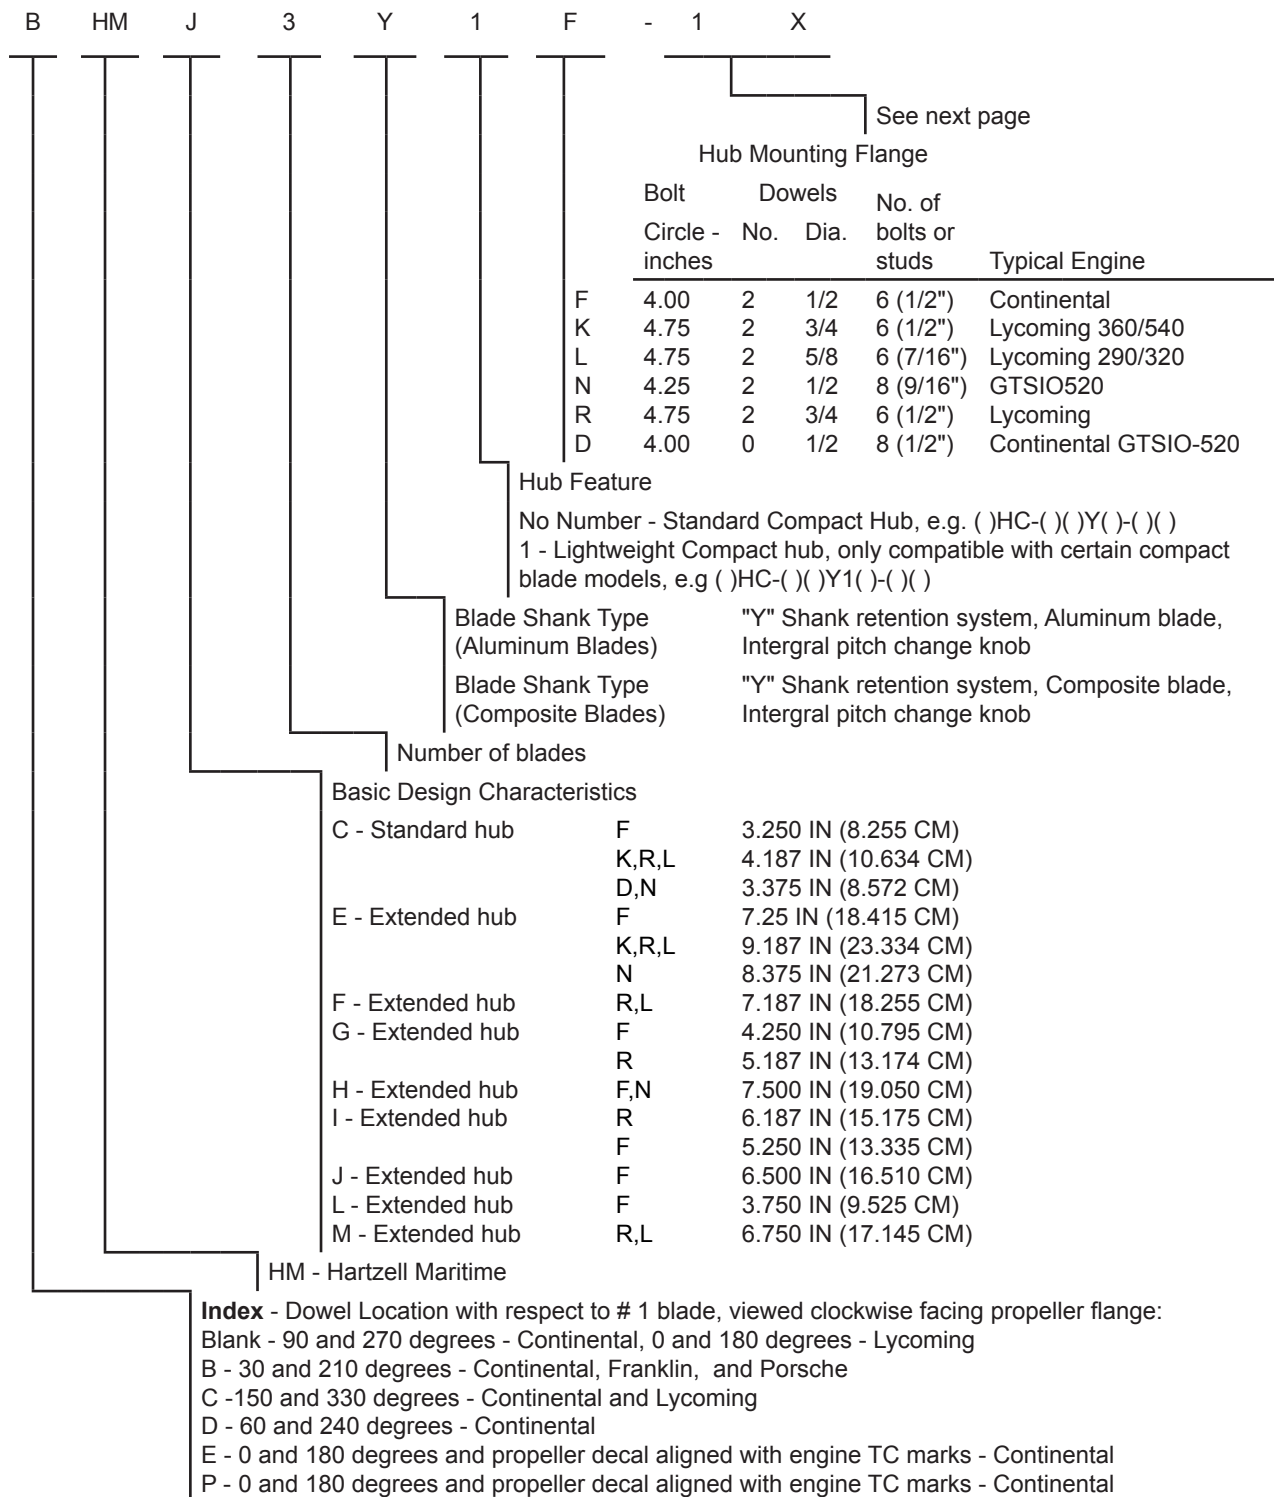 B HM J 3 Y 1 F - 1 X
See next page
Hub Mounting Flange
Bolt Dowels No. of
Circle - No. Dia. bolts or
inches studs Typical Engine
F 4.00 2 1/2 6 (1/2") Continental
K 4.75 2 3/4 6 (1/2") Lycoming 360/540
L 4.75 2 5/8 6 (7/16") Lycoming 290/320
N 4.25 2 1/2 8 (9/16") GTSIO520
R 4.75 2 3/4 6 (1/2") Lycoming
D 4.00 0 1/2 8 (1/2") Continental GTSIO-520
Hub Feature
No Number - Standard Compact Hub, e.g. ( )HC-( )( )Y( )-( )( )
1 - Lightweight Compact hub, only compatible with certain compact
blade models, e.g ( )HC-( )( )Y1( )-( )( )
Blade Shank Type "Y" Shank retention system, Aluminum blade,
(Aluminum Blades) Intergral pitch change knob
Blade Shank Type "Y" Shank retention system, Composite blade,
(Composite Blades) Intergral pitch change knob
Number of blades
Basic Design Characteristics
C - Standard hub F 3.250 IN (8.255 CM)
K,R,L 4.187 IN (10.634 CM)
D,N 3.375 IN (8.572 CM)
E - Extended hub F 7.25 IN (18.415 CM)
K,R,L 9.187 IN (23.334 CM)
N 8.375 IN (21.273 CM)
F - Extended hub R,L 7.187 IN (18.255 CM)
G - Extended hub F 4.250 IN (10.795 CM)
R 5.187 IN (13.174 CM)
H - Extended hub F,N 7.500 IN (19.050 CM)
I - Extended hub R 6.187 IN (15.175 CM)
F 5.250 IN (13.335 CM)
J - Extended hub F 6.500 IN (16.510 CM)
L - Extended hub F 3.750 IN (9.525 CM)
M - Extended hub R,L 6.750 IN (17.145 CM)
HM - Hartzell Maritime
Index - Dowel Location with respect to # 1 blade, viewed clockwise facing propeller flange:
Blank - 90 and 270 degrees - Continental, 0 and 180 degrees - Lycoming
B - 30 and 210 degrees - Continental, Franklin, and Porsche
C -150 and 330 degrees - Continental and Lycoming
D - 60 and 240 degrees - Continental
E - 0 and 180 degrees and propeller decal aligned with engine TC marks - Continental
P - 0 and 180 degrees and propeller decal aligned with engine TC marks - Continental